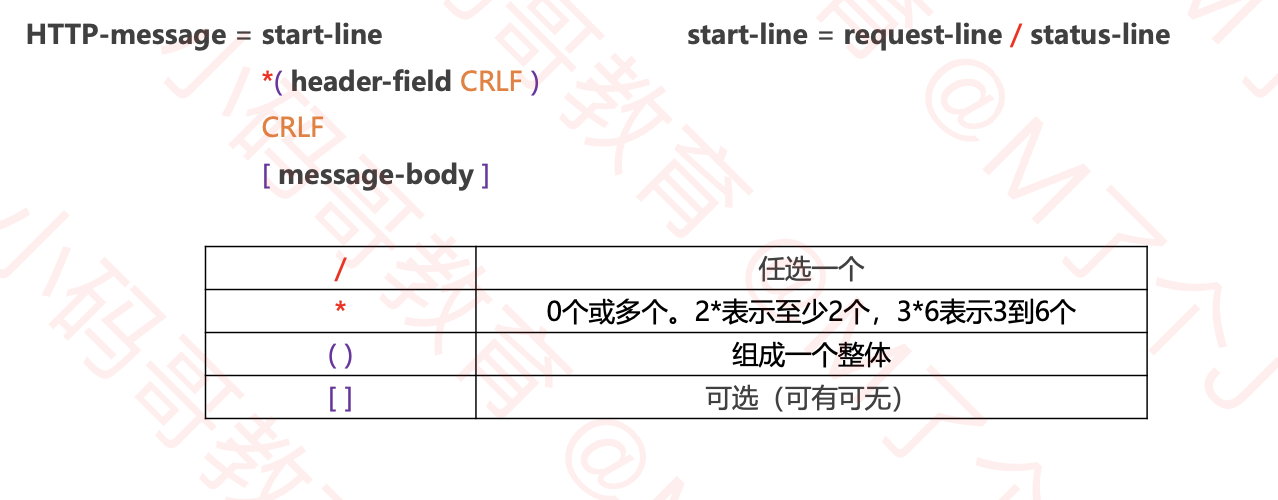 HTTP-message = start-line
start-line = request-line / status-line
*( header-field CRLF )
CRLF
[ message-body ]
/ 任选一个
* 0个或多个。2*表示至少2个，3*6表示3到6个
( ) 组成一个整体
[ ] 可选（可有可无）
小码哥教育 @M了个J
小码哥教育 @M了个J
小码哥教育 @M了个